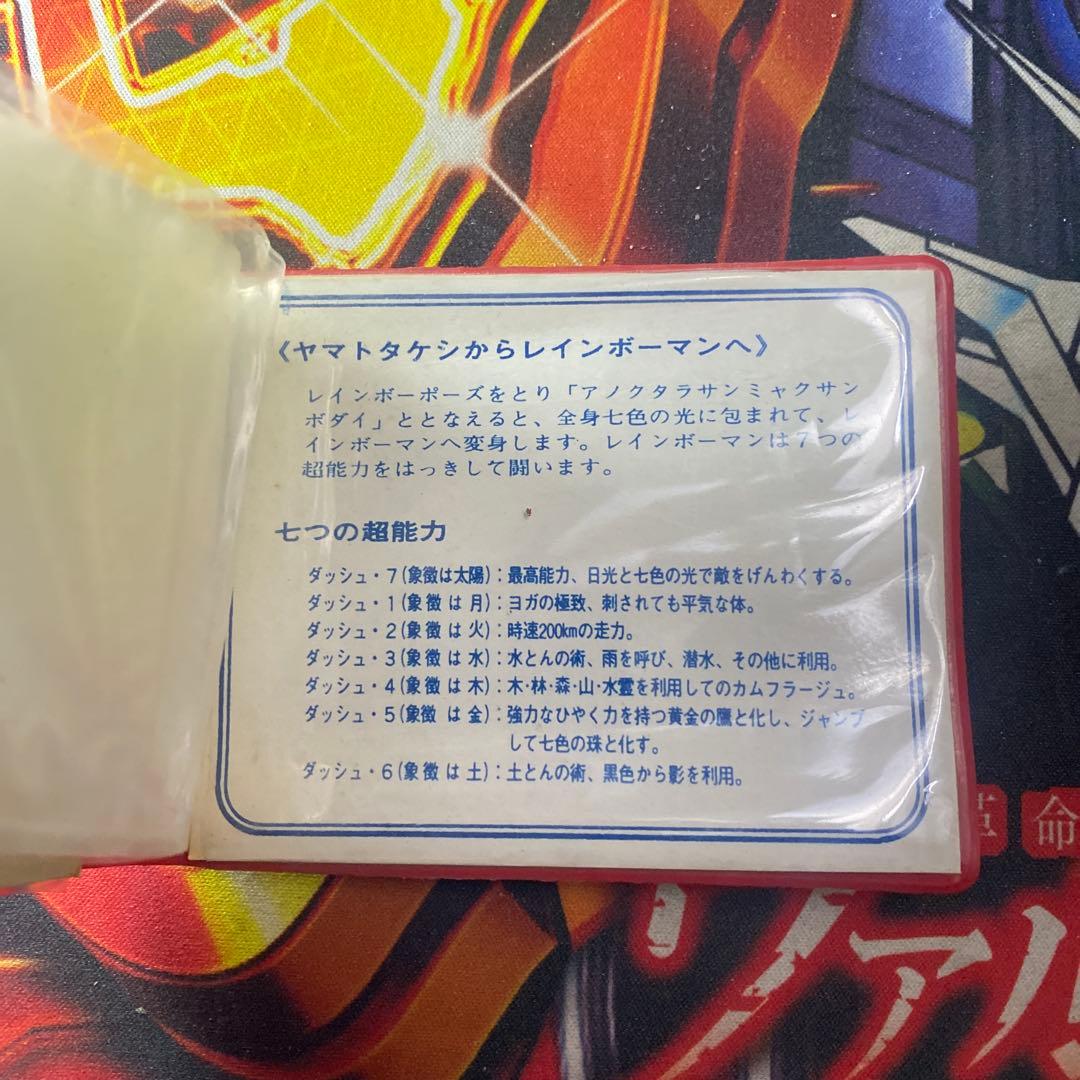 《ヤマトタケシからレインボーマンへ》
レインボーポーズをとり「アノクタラサンミャクサン
ボダイ」ととなえると、全身七色の光に包まれて、レ
インボーマンへ変身します。レインボーマンは7つの
超能力をはっきして闘います。
七つの超能力
ダッシュ・7(象徴は太陽):最高能力、日光と七色の光で敵をげんわくする。
ダッシュ・1(象徴は月):ヨガの極致、刺されても平気な体。
ダッシュ・2(象徴は火):時速200kmの走力。
ダッシュ・3(象徴は水):水とんの術、雨を呼び、潜水、その他に利用。
ダッシュ・4(象徴は木):木・林・森・山・水霊を利用してのカムフラージュ。
ダッシュ・5(象徴は金):強力なひやく力を持つ黄金の鷹と化し、ジャンプ
して七色の珠と化す。
ダッシュ・6(象徴は土):土とんの術、黒色から影を利用。
革命
ヴァル